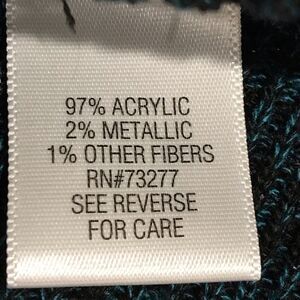 97% ACRYLIC
2% METALLIC
1% OTHER FIBERS
RN#73277
SEE REVERSE
FOR CARE